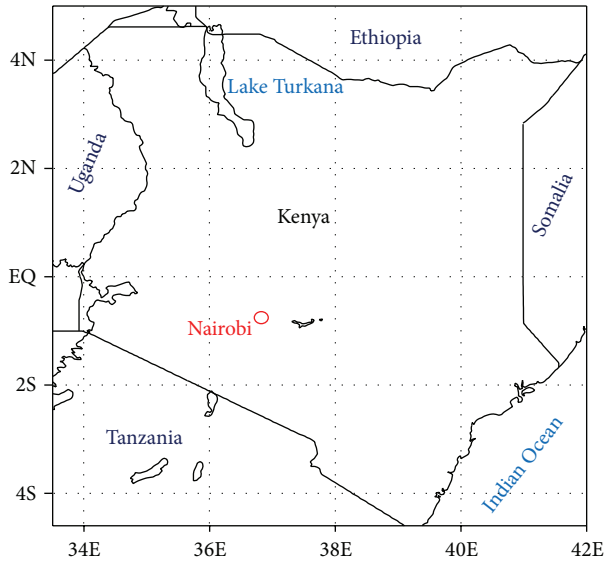 Ethiopia
4N
Lake Turkana
Uganda
2N
Somalia
Kenya
EQ
Nairobi
2S
Tanzania
Indian Ocean
4S
34E 36E 38E 40E 42E